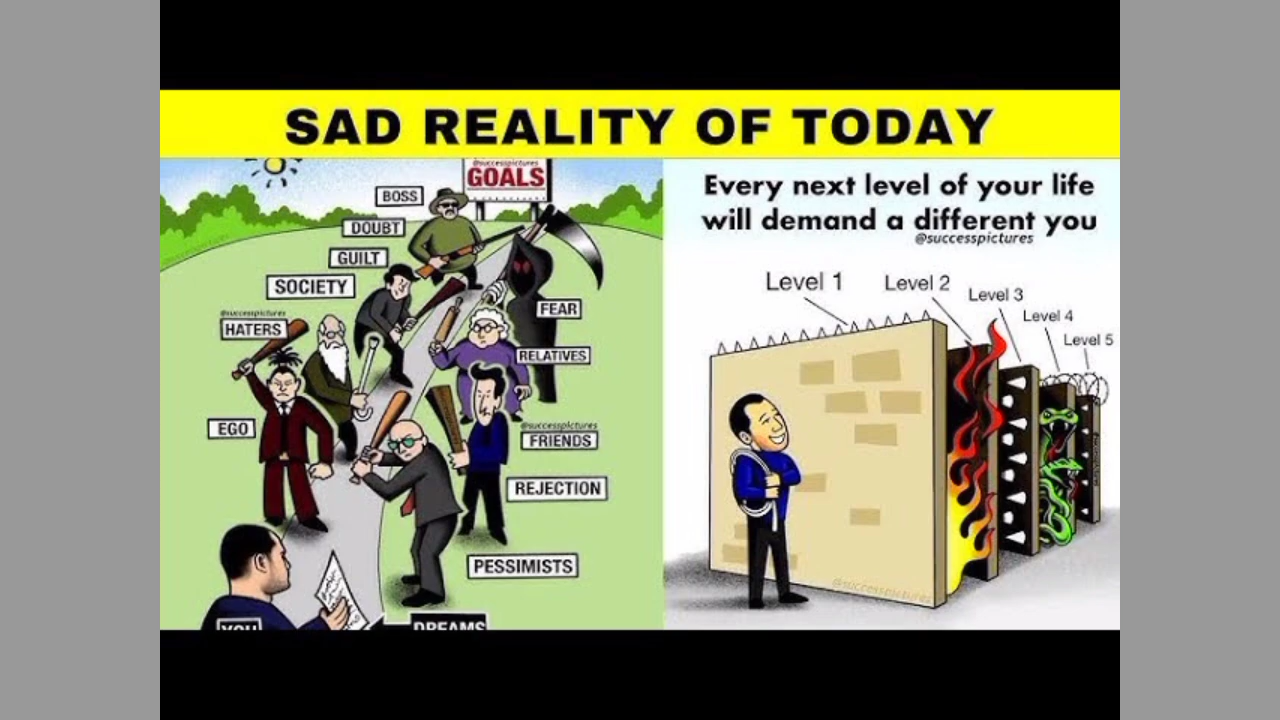 SAD REALITY OF TODAY
@successpictures
GOALS
BOSS
DOUBT
GUILT
SOCIETY
@successpictures
HATERS
FEAR
RELATIVES
EGO
@successpictures
FRIENDS
REJECTION
PESSIMISTS
YOU
DREAMS
Every next level of your life
will demand a different you
@successpictures
Level 1
Level 2
Level 3
Level 4
Level 5
@successpictures